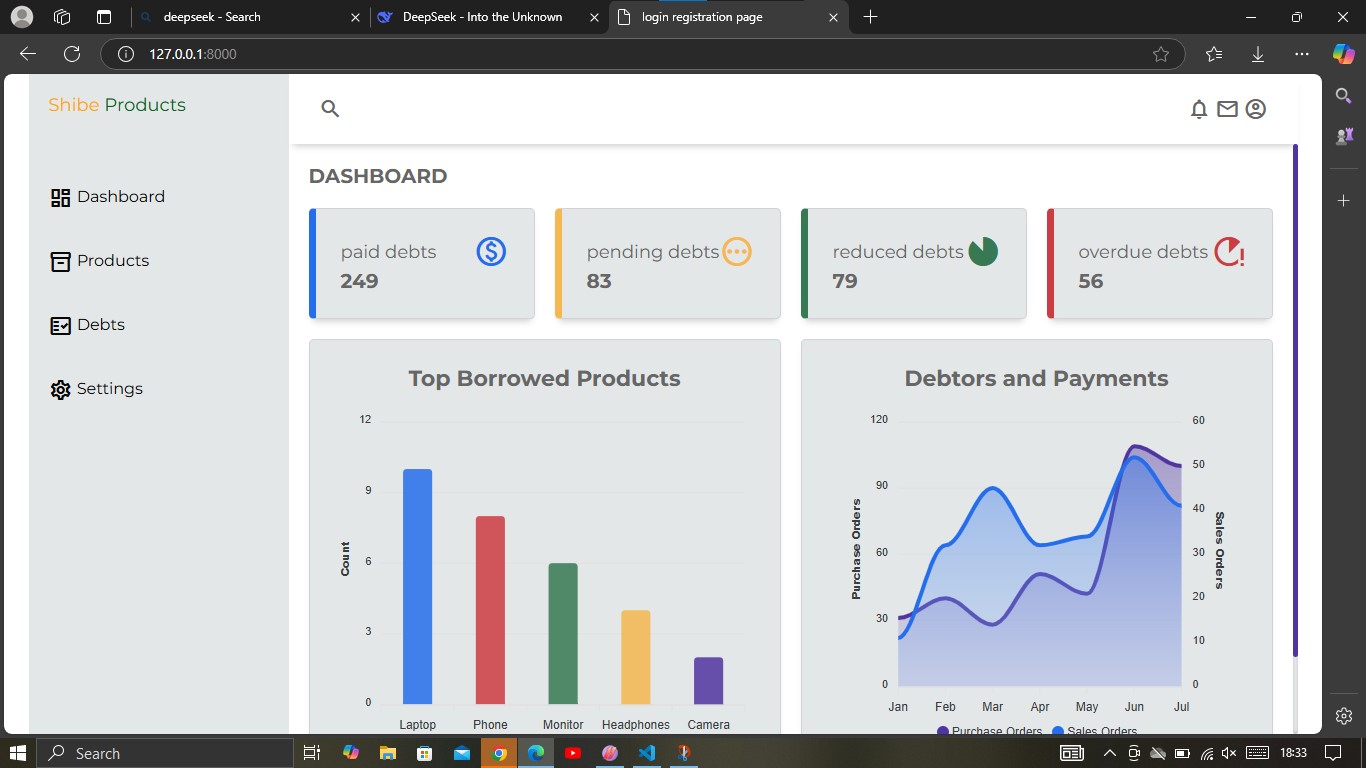 deepseek - Search
DeepSeek - Into the Unknown
login registration page
127.0.0.1:8000
Shibe Products
Dashboard
Products
Debts
Settings
DASHBOARD
paid debts
249
pending debts
83
reduced debts
79
overdue debts
56
Top Borrowed Products
12
9
6
3
0
Count
Laptop Phone Monitor Headphones Camera
Debtors and Payments
120
90
60
30
0
Purchase Orders
60
50
40
30
20
10
0
Sales Orders
Jan Feb Mar Apr May Jun Jul
Purchase Orders Sales Orders
Search
18:33